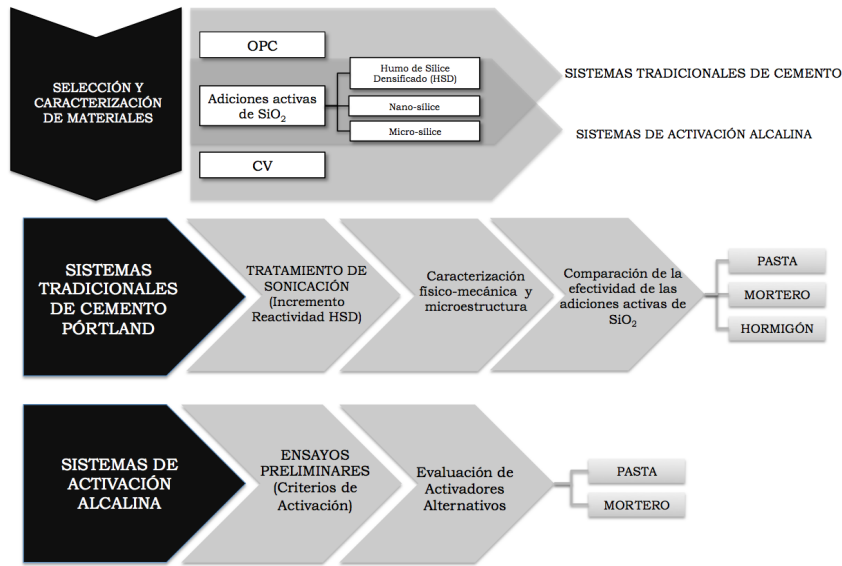 SELECCIÓN Y
CARACTERIZACIÓN
DE MATERIALES
OPC
Adiciones activas
de SiO₂
Humo de Sílice
Densificado (HSD)
Nano-sílice
Micro-sílice
CV
SISTEMAS TRADICIONALES DE CEMENTO
SISTEMAS DE ACTIVACIÓN ALCALINA
SISTEMAS
TRADICIONALES
DE CEMENTO
PÓRTLAND
TRATAMIENTO DE
SONICACIÓN
(Incremento
Reactividad HSD)
Caracterización
físico-mecánica y
microestructura
Comparación de la
efectividad de las
adiciones activas de
SiO₂
PASTA
MORTERO
HORMIGÓN
SISTEMAS DE
ACTIVACIÓN
ALCALINA
ENSAYOS
PRELIMINARES
(Criterios de
Activación)
Evaluación de
Activadores
Alternativos
PASTA
MORTERO